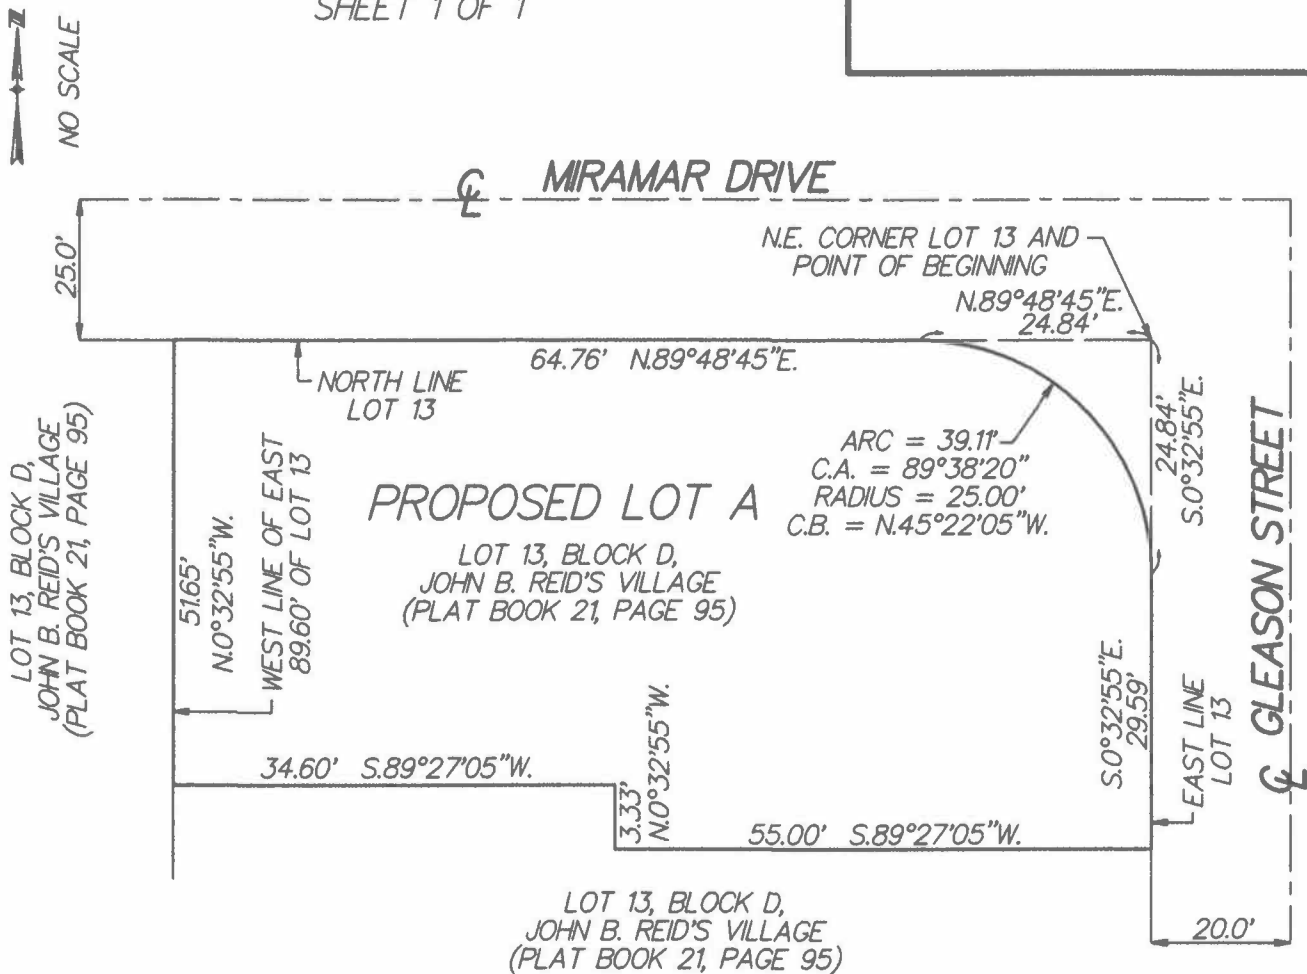 SHEET 1 OF 1
NO SCALE
℄ MIRAMAR DRIVE
25.0'
N.E. CORNER LOT 13 AND
POINT OF BEGINNING
N.89°48'45"E.
24.84'
64.76' N.89°48'45"E.
NORTH LINE
LOT 13
24.84'
S.0°32'55"E.
ARC = 39.11'
C.A. = 89°38'20"
RADIUS = 25.00'
C.B. = N.45°22'05"W.
LOT 13, BLOCK D,
JOHN B. REID'S VILLAGE
(PLAT BOOK 21, PAGE 95)
51.65'
N.0°32'55"W.
WEST LINE OF EAST
89.60' OF LOT 13
PROPOSED LOT A
LOT 13, BLOCK D,
JOHN B. REID'S VILLAGE
(PLAT BOOK 21, PAGE 95)
℄ GLEASON STREET
S.0°32'55"E.
29.59'
EAST LINE
LOT 13
34.60' S.89°27'05"W.
3.33'
N.0°32'55"W.
55.00' S.89°27'05"W.
LOT 13, BLOCK D,
JOHN B. REID'S VILLAGE
(PLAT BOOK 21, PAGE 95)
20.0'